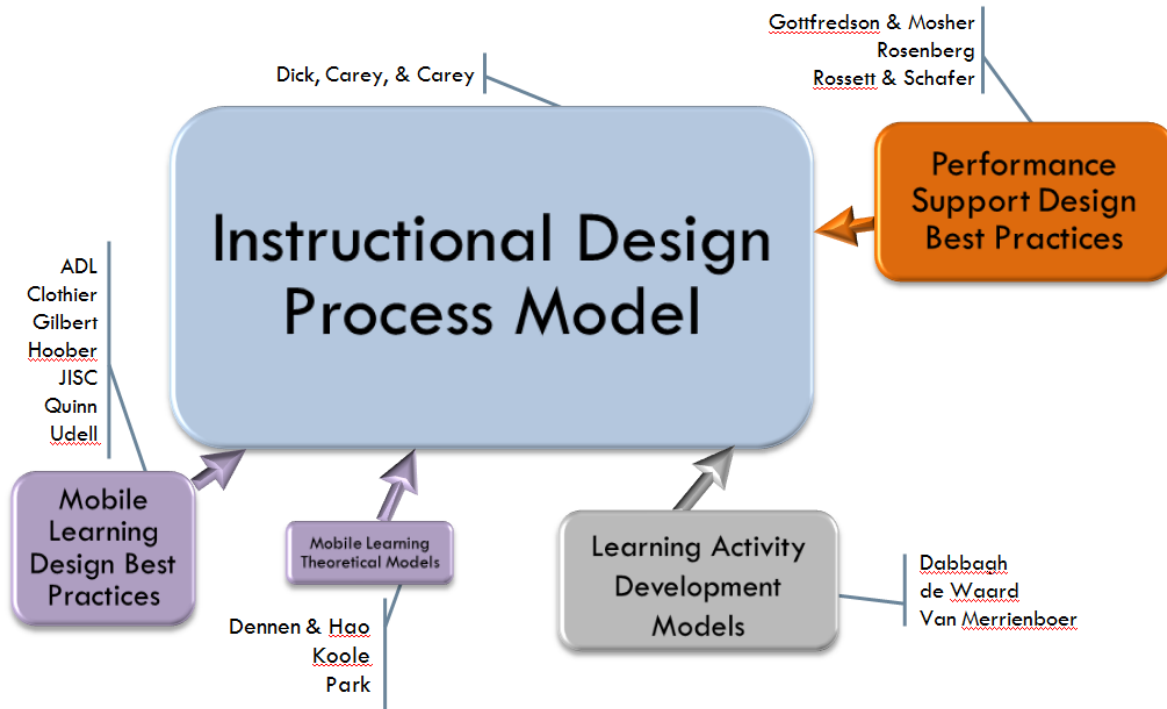 Gottfredson & Mosher
Rosenberg
Rossett & Schafer
Dick, Carey, & Carey
Performance
Support Design
Best Practices
Instructional Design
Process Model
ADL
Clothier
Gilbert
Hoober
JISC
Quinn
Udell
Mobile
Learning
Design Best
Practices
Mobile Learning
Theoretical Models
Learning Activity
Development
Models
Dabbagh
de Waard
Van Merrienboer
Dennen & Hao
Koole
Park